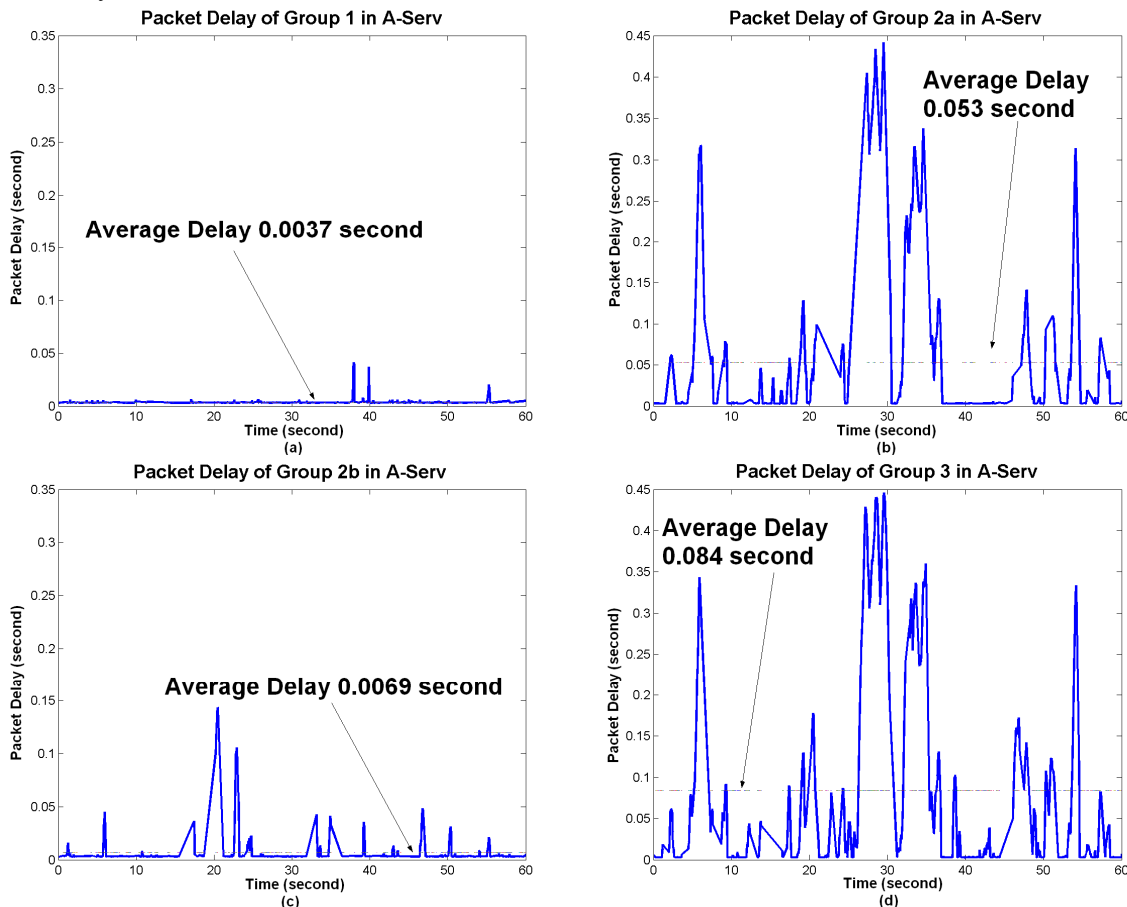 Packet Delay of Group 1 in A-Serv
0.35
0.3
0.25
0.2
0.15
0.1
0.05
0
Packet Delay (second)
Average Delay 0.0037 second
0 10 20 30 40 50 60
Time (second)
(a)
Packet Delay of Group 2a in A-Serv
0.45
0.4
0.35
0.3
0.25
0.2
0.15
0.1
0.05
0
Packet Delay (second)
Average Delay
0.053 second
0 10 20 30 40 50 60
Time (second)
(b)
Packet Delay of Group 2b in A-Serv
0.35
0.3
0.25
0.2
0.15
0.1
0.05
0
Packet Delay (second)
Average Delay 0.0069 second
0 10 20 30 40 50 60
Time (second)
(c)
Packet Delay of Group 3 in A-Serv
0.45
0.4
0.35
0.3
0.25
0.2
0.15
0.1
0.05
0
Packet Delay (second)
Average Delay
0.084 second
0 10 20 30 40 50 60
Time (second)
(d)